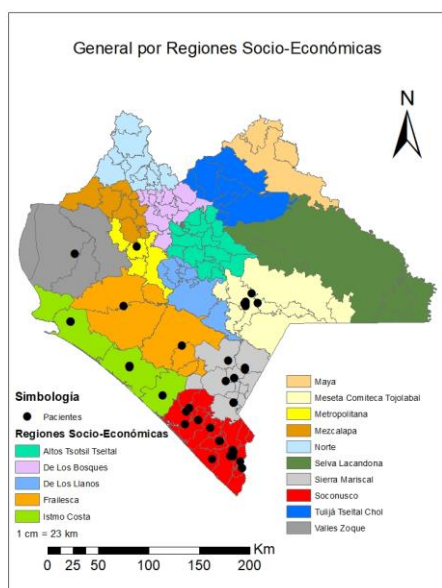 General por Regiones Socio-Económicas
N
Simbología
Pacientes
Regiones Socio-Económicas
Altos Tsotsil Tseltal
De Los Bosques
De Los Llanos
Frailesca
Istmo Costa
1 cm = 23 km
Maya
Meseta Comiteca Tojolabal
Metropolitana
Mezcalapa
Norte
Selva Lacandona
Sierra Mariscal
Soconusco
Tulijá Tseltal Chol
Valles Zoque
Km
0 25 50 100 150 200